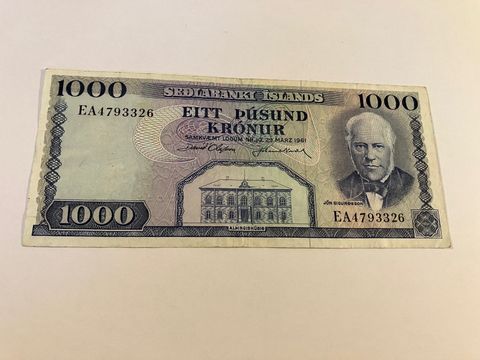 1000
SEÐLABANKI ÍSLANDS
1000
EA4793326
EITT ÞÚSUND
KRÓNUR
SAMKVÆMT LÖGUM NR. 10, 29. MARZ 1961
1000
ALÞINGISHÚSIÐ
JÓN SIGURÐSSON
EA4793326